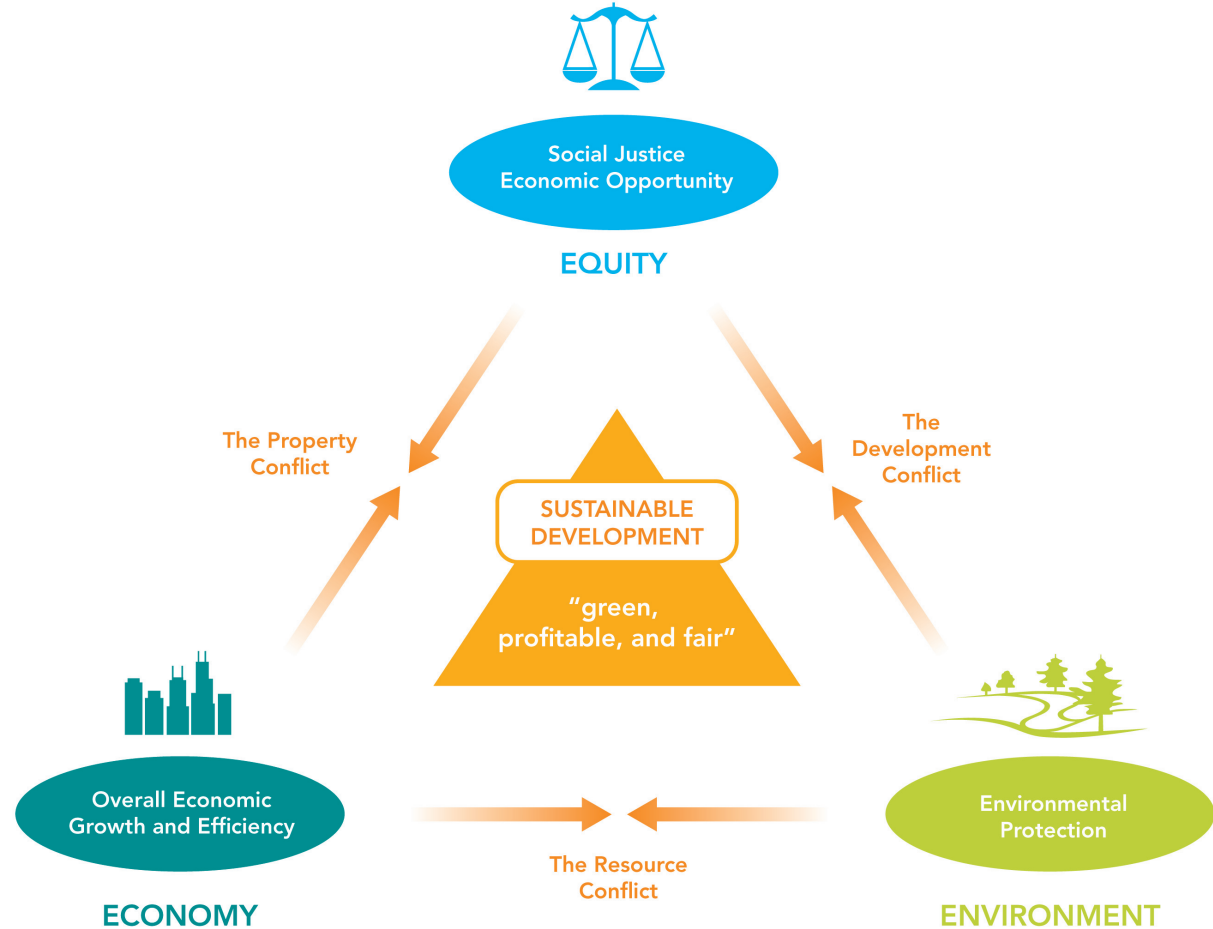 Social Justice
Economic Opportunity
EQUITY
The Property
Conflict
The
Development
Conflict
SUSTAINABLE
DEVELOPMENT
“green,
profitable, and fair”
Overall Economic
Growth and Efficiency
ECONOMY
The Resource
Conflict
Environmental
Protection
ENVIRONMENT